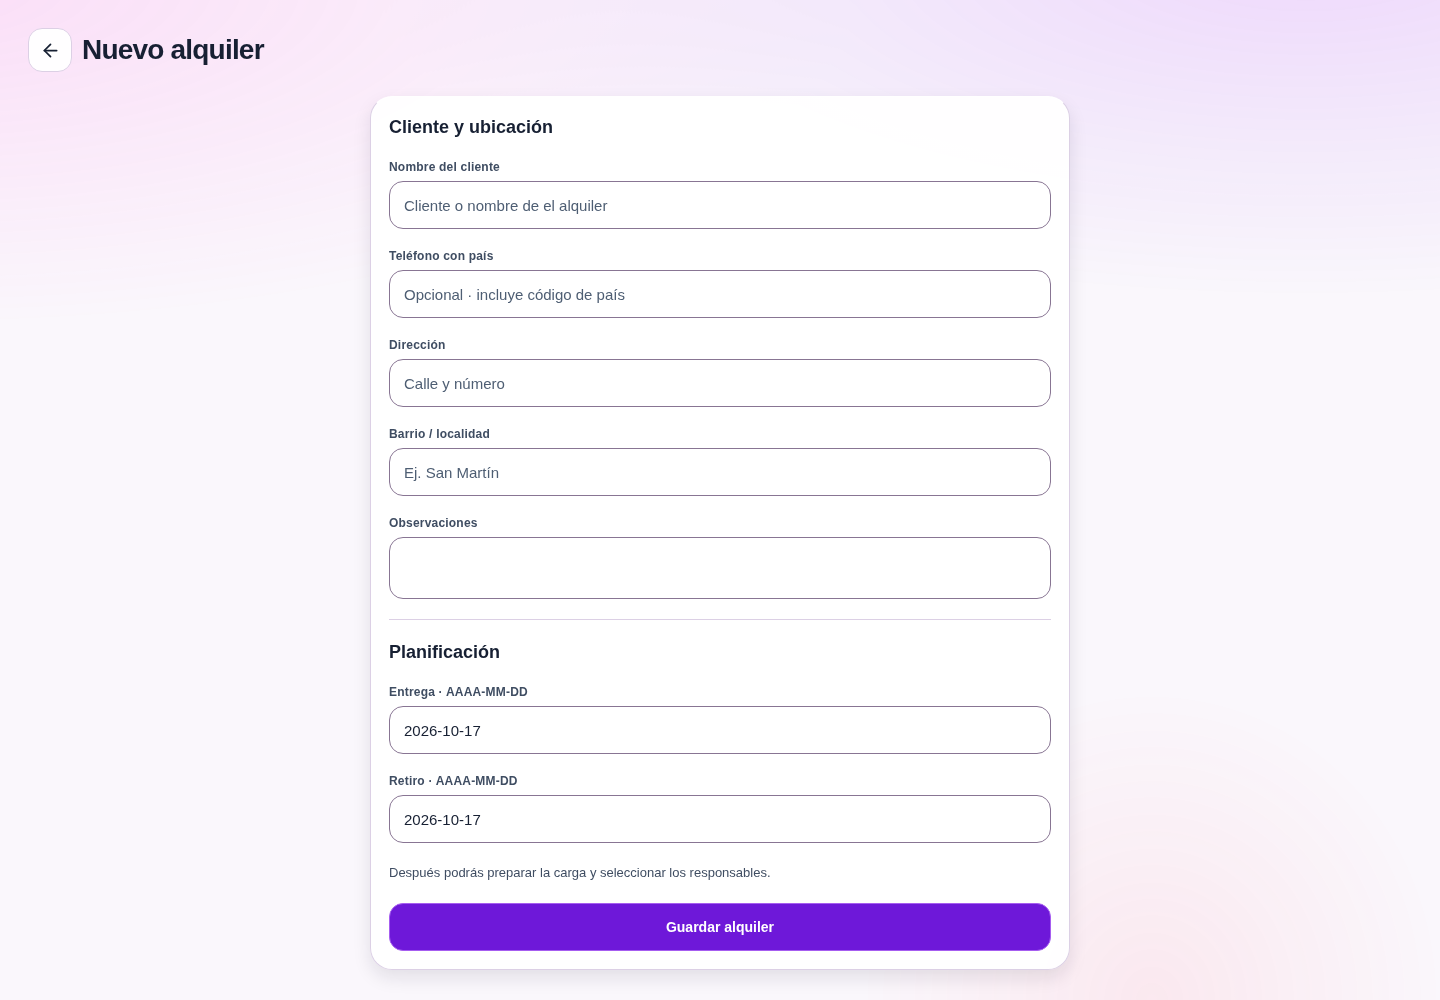 Nuevo alquiler
Cliente y ubicación
Nombre del cliente
Cliente o nombre de el alquiler
Teléfono con país
Opcional · incluye código de país
Dirección
Calle y número
Barrio / localidad
Ej. San Martín
Observaciones
Planificación
Entrega · AAAA-MM-DD
2026-10-17
Retiro · AAAA-MM-DD
2026-10-17
Después podrás preparar la carga y seleccionar los responsables.
Guardar alquiler